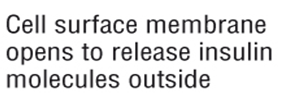 Cell surface membrane
opens to release insulin
molecules outside